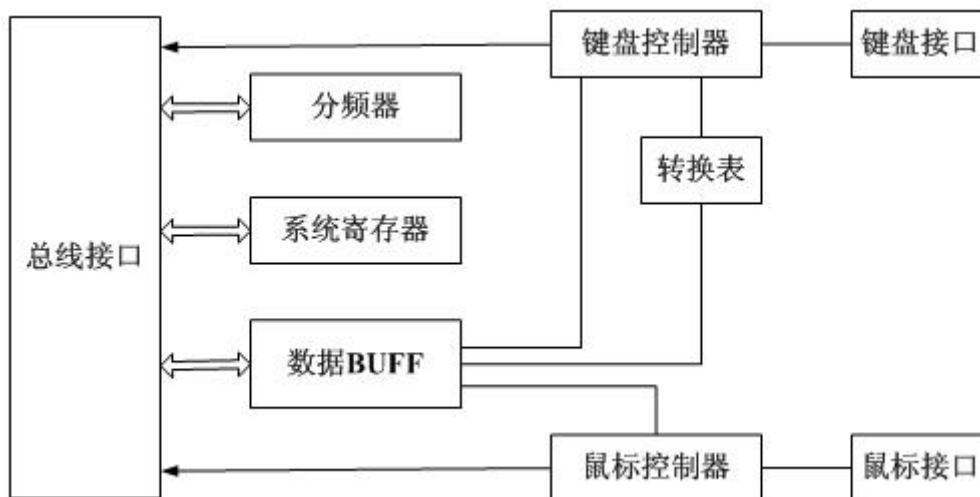 键盘控制器
键盘接口
分频器
转换表
系统寄存器
总线接口
数据BUFF
鼠标控制器
鼠标接口